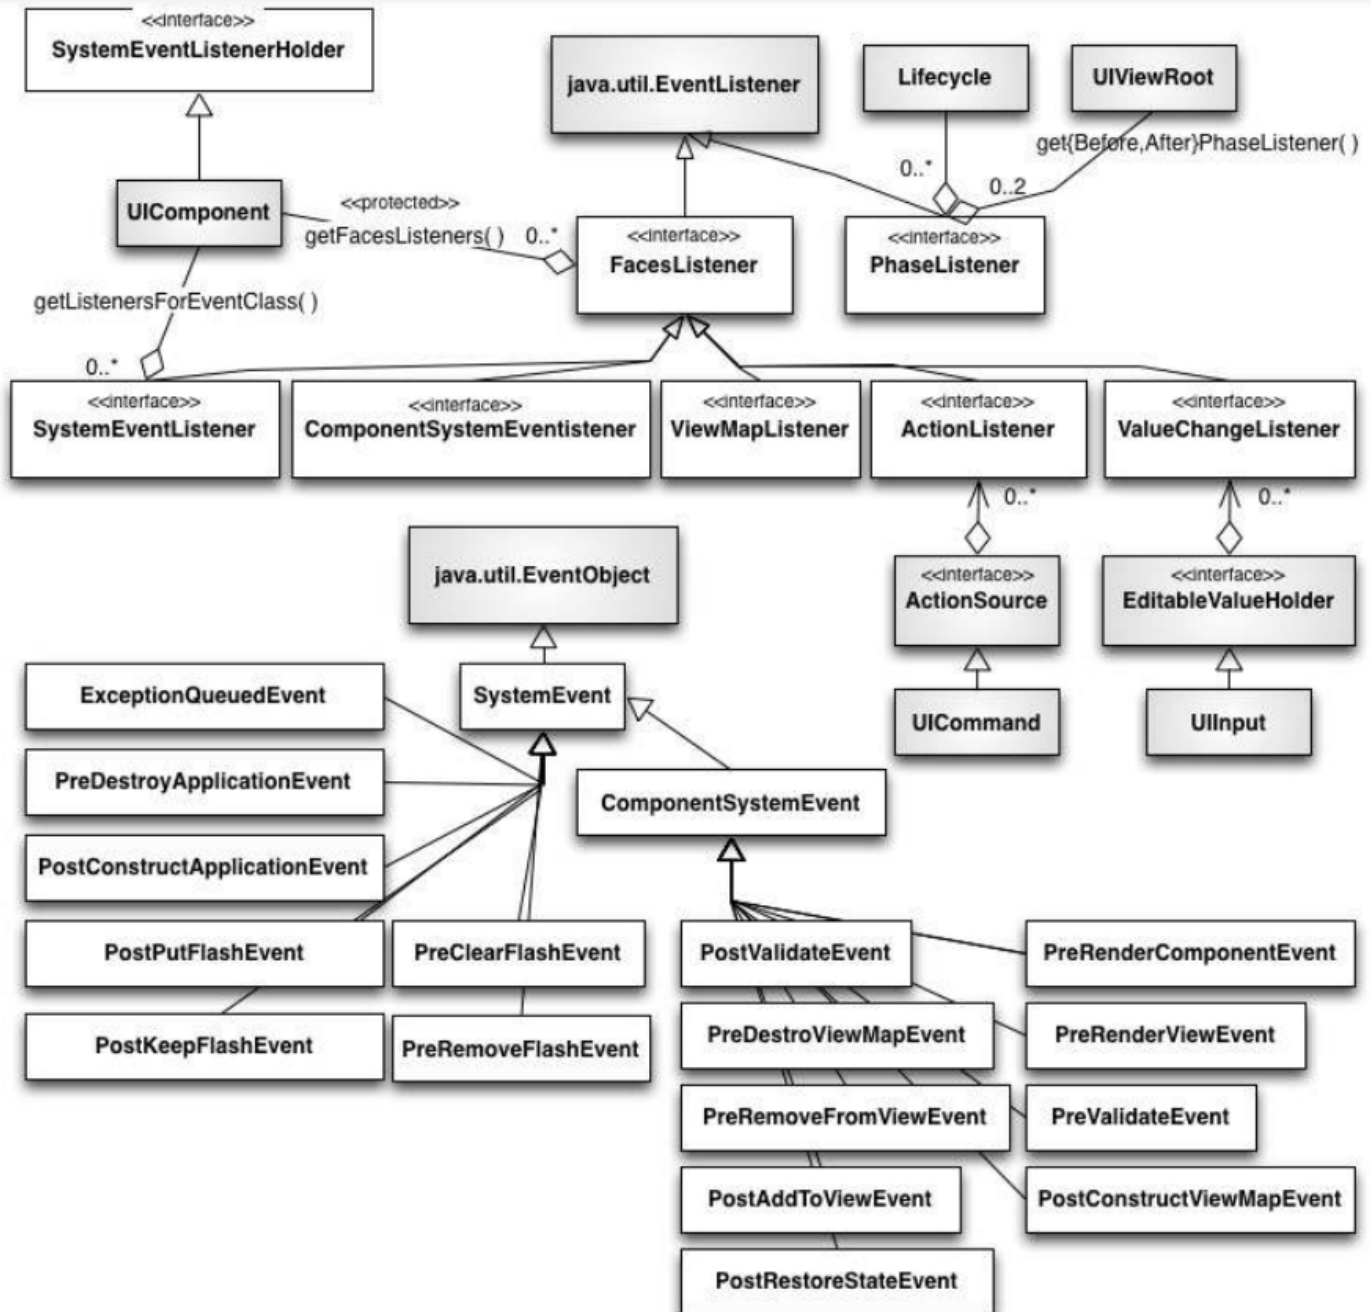 <<interface>>
SystemEventListenerHolder
java.util.EventListener
Lifecycle
UIViewRoot
get{Before,After}PhaseListener( )
0..*
0..2
UIComponent
<<protected>>
getFacesListeners( )
0..*
<<interface>>
FacesListener
<<interface>>
PhaseListener
getListenersForEventClass( )
0..*
<<interface>>
SystemEventListener
<<interface>>
ComponentSystemEventistener
<<interface>>
ViewMapListener
<<interface>>
ActionListener
<<interface>>
ValueChangeListener
0..*
0..*
java.util.EventObject
<<interface>>
ActionSource
<<interface>>
EditableValueHolder
ExceptionQueuedEvent
SystemEvent
UICommand
UIInput
PreDestroyApplicationEvent
ComponentSystemEvent
PostConstructApplicationEvent
PostPutFlashEvent
PreClearFlashEvent
PostValidateEvent
PreRenderComponentEvent
PostKeepFlashEvent
PreRemoveFlashEvent
PreDestroViewMapEvent
PreRenderViewEvent
PreRemoveFromViewEvent
PreValidateEvent
PostAddToViewEvent
PostConstructViewMapEvent
PostRestoreStateEvent